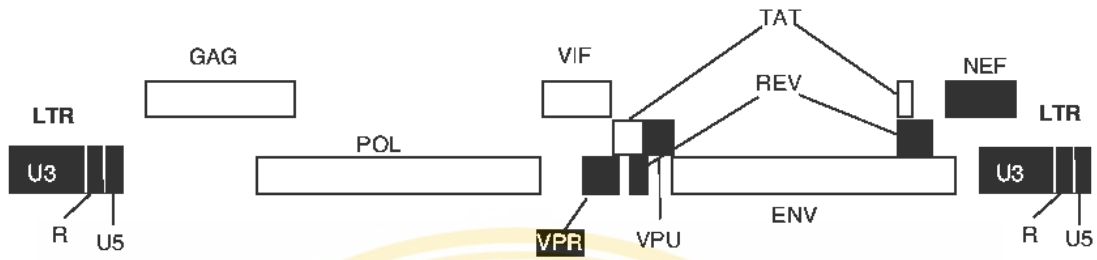 TAT
GAG
VIF
REV
NEF
LTR
LTR
POL
U3
U3
R
U5
VPR
VPU
ENV
R
U5